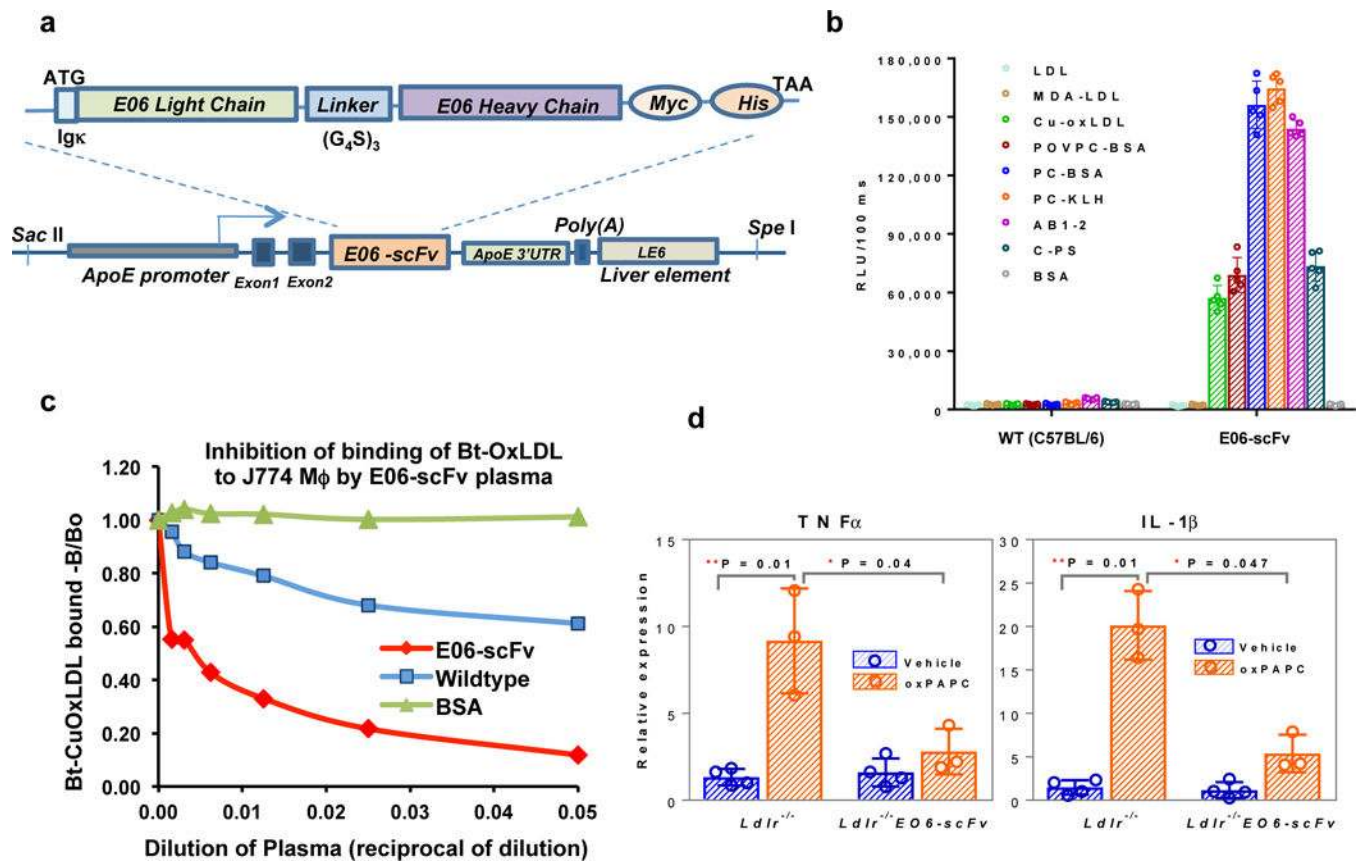 a
ATG
E06 Light Chain
Linker
E06 Heavy Chain
Myc
His
TAA
Igκ
(G4S)3
Sac II
ApoE promoter
Exon1
Exon2
E06 -scFv
ApoE 3'UTR
Poly(A)
LE6
Liver element
Spe I
b
RLU/100 ms
180,000
150,000
120,000
90,000
60,000
30,000
0
LDL
MDA-LDL
Cu-oxLDL
POVPC-BSA
PC-BSA
PC-KLH
AB1-2
C-PS
BSA
WT (C57BL/6)
E06-scFv
c
Inhibition of binding of Bt-OxLDL
to J774 Mϕ by E06-scFv plasma
Bt-CuOxLDL bound -B/Bo
1.20
1.00
0.80
0.60
0.40
0.20
0.00
E06-scFv
Wildtype
BSA
0.00 0.01 0.02 0.03 0.04 0.05
Dilution of Plasma (reciprocal of dilution)
d
TNFα
Relative expression
15
10
5
0
**P = 0.01
* P = 0.04
Vehicle
oxPAPC
Ldlr-/-
Ldlr-/-EO6-scFv
IL-1β
30
25
20
15
10
5
0
**P = 0.01
* P = 0.047
Vehicle
oxPAPC
Ldlr-/-
Ldlr-/-EO6-scFv